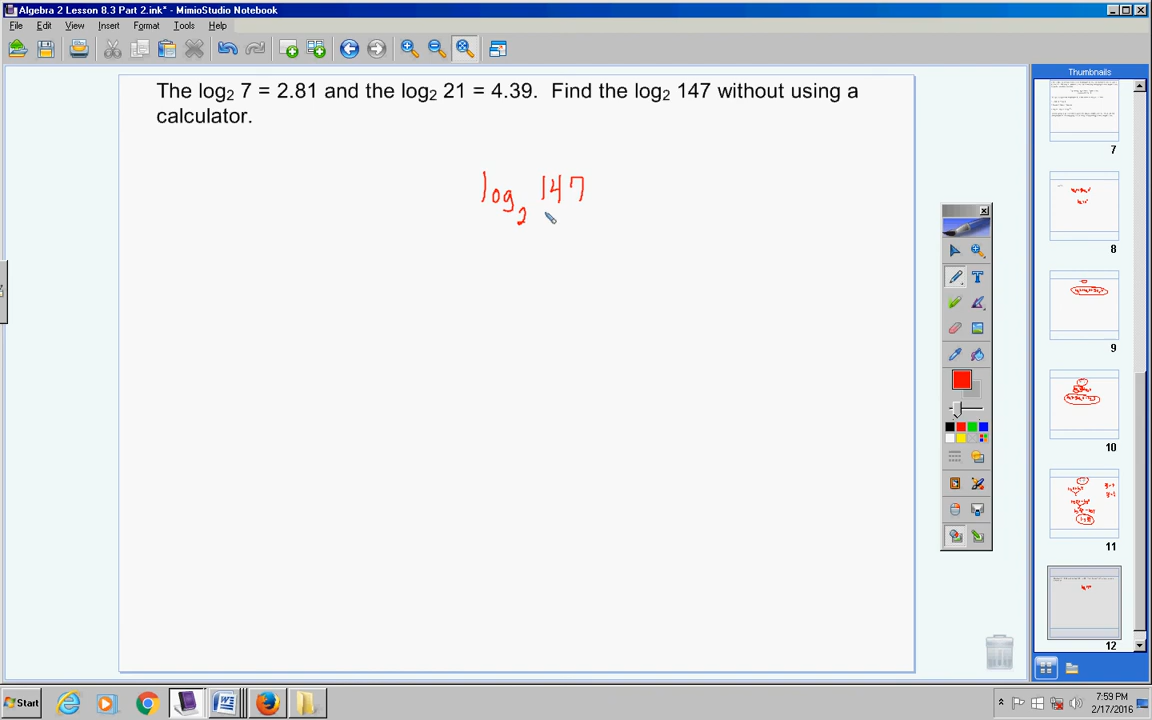 Algebra 2 Lesson 8.3 Part 2.ink* - MimioStudio Notebook
File Edit View Insert Format Tools Help
The log₂ 7 = 2.81 and the log₂ 21 = 4.39. Find the log₂ 147 without using a
calculator.
log₂ 147
Thumbnails
7
8
9
10
11
12
Start
7:59 PM
2/17/2016